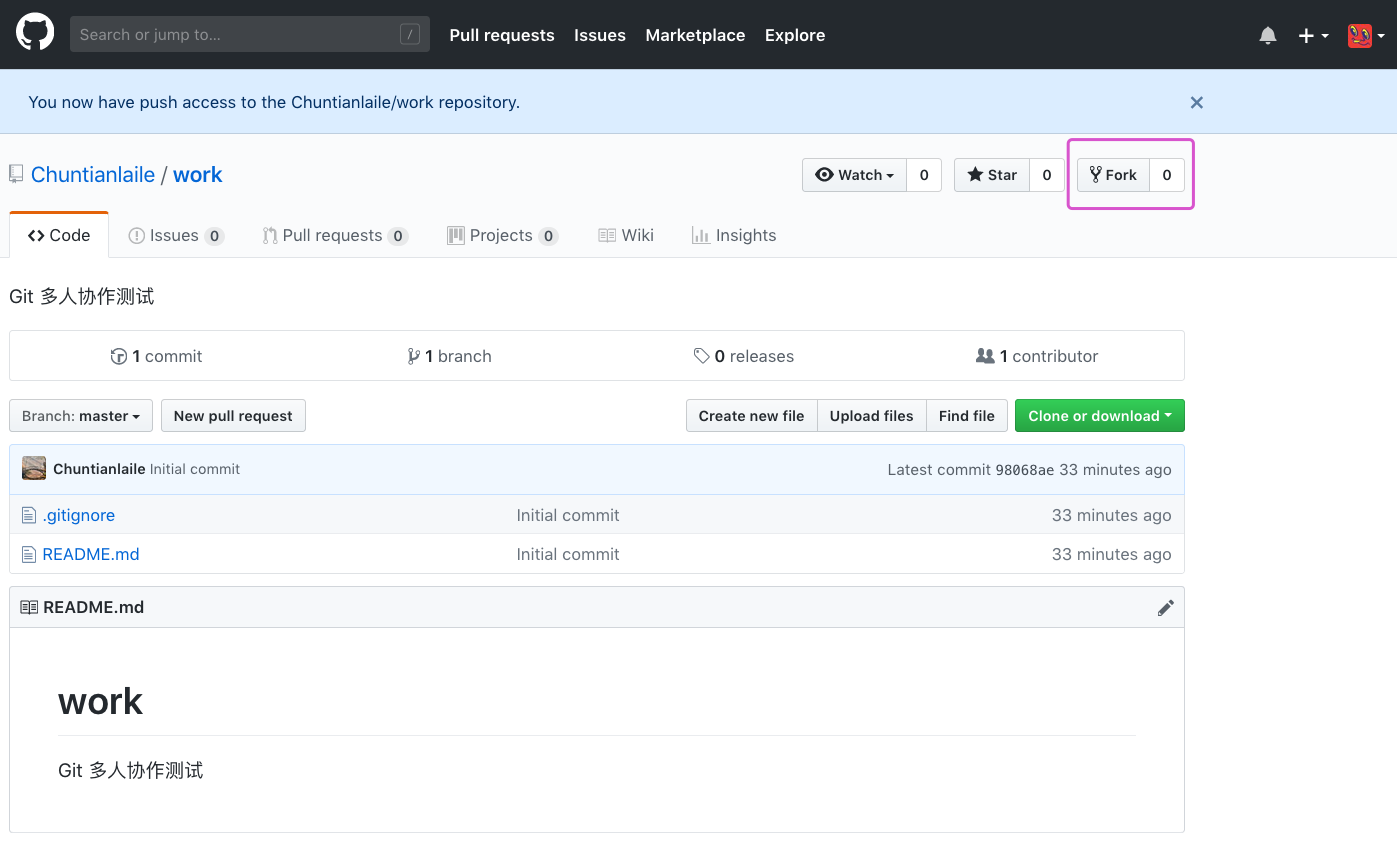 Search or jump to… / Pull requests Issues Marketplace Explore
You now have push access to the Chuntianlaile/work repository.
Chuntianlaile / work Watch 0 Star 0 Fork 0
Code Issues 0 Pull requests 0 Projects 0 Wiki Insights
Git 多人协作测试
1 commit 1 branch 0 releases 1 contributor
Branch: master New pull request Create new file Upload files Find file Clone or download
Chuntianlaile Initial commit Latest commit 98068ae 33 minutes ago
.gitignore Initial commit 33 minutes ago
README.md Initial commit 33 minutes ago
README.md
work
Git 多人协作测试